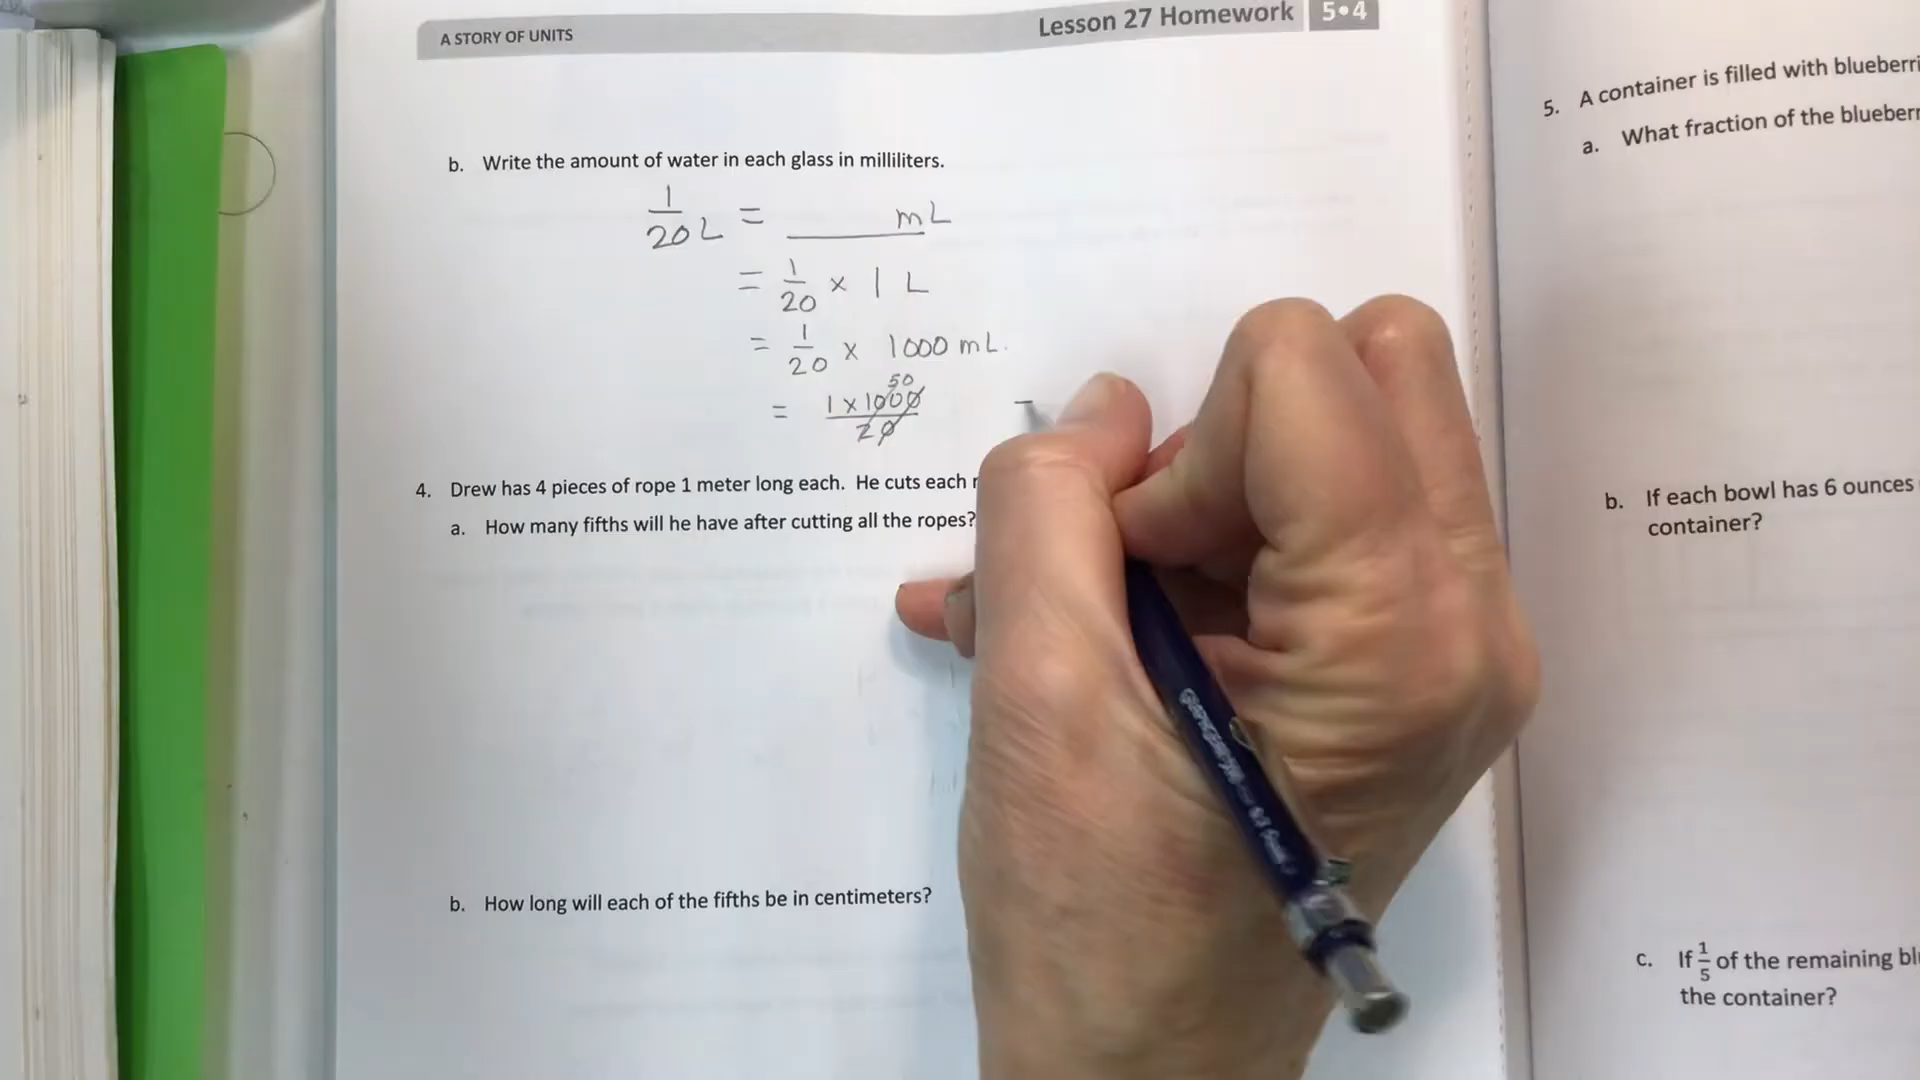 A STORY OF UNITS
Lesson 27 Homework 5•4
b. Write the amount of water in each glass in milliliters.
1/20 L = ______ mL
= 1/20 x 1 L
= 1/20 x 1000 mL.
50
= 1 x 1000 / 20
4. Drew has 4 pieces of rope 1 meter long each. He cuts each
a. How many fifths will he have after cutting all the ropes?
b. How long will each of the fifths be in centimeters?
5. A container is filled with blueberri
a. What fraction of the blueberr
b. If each bowl has 6 ounces
container?
c. If 1/5 of the remaining bl
the container?